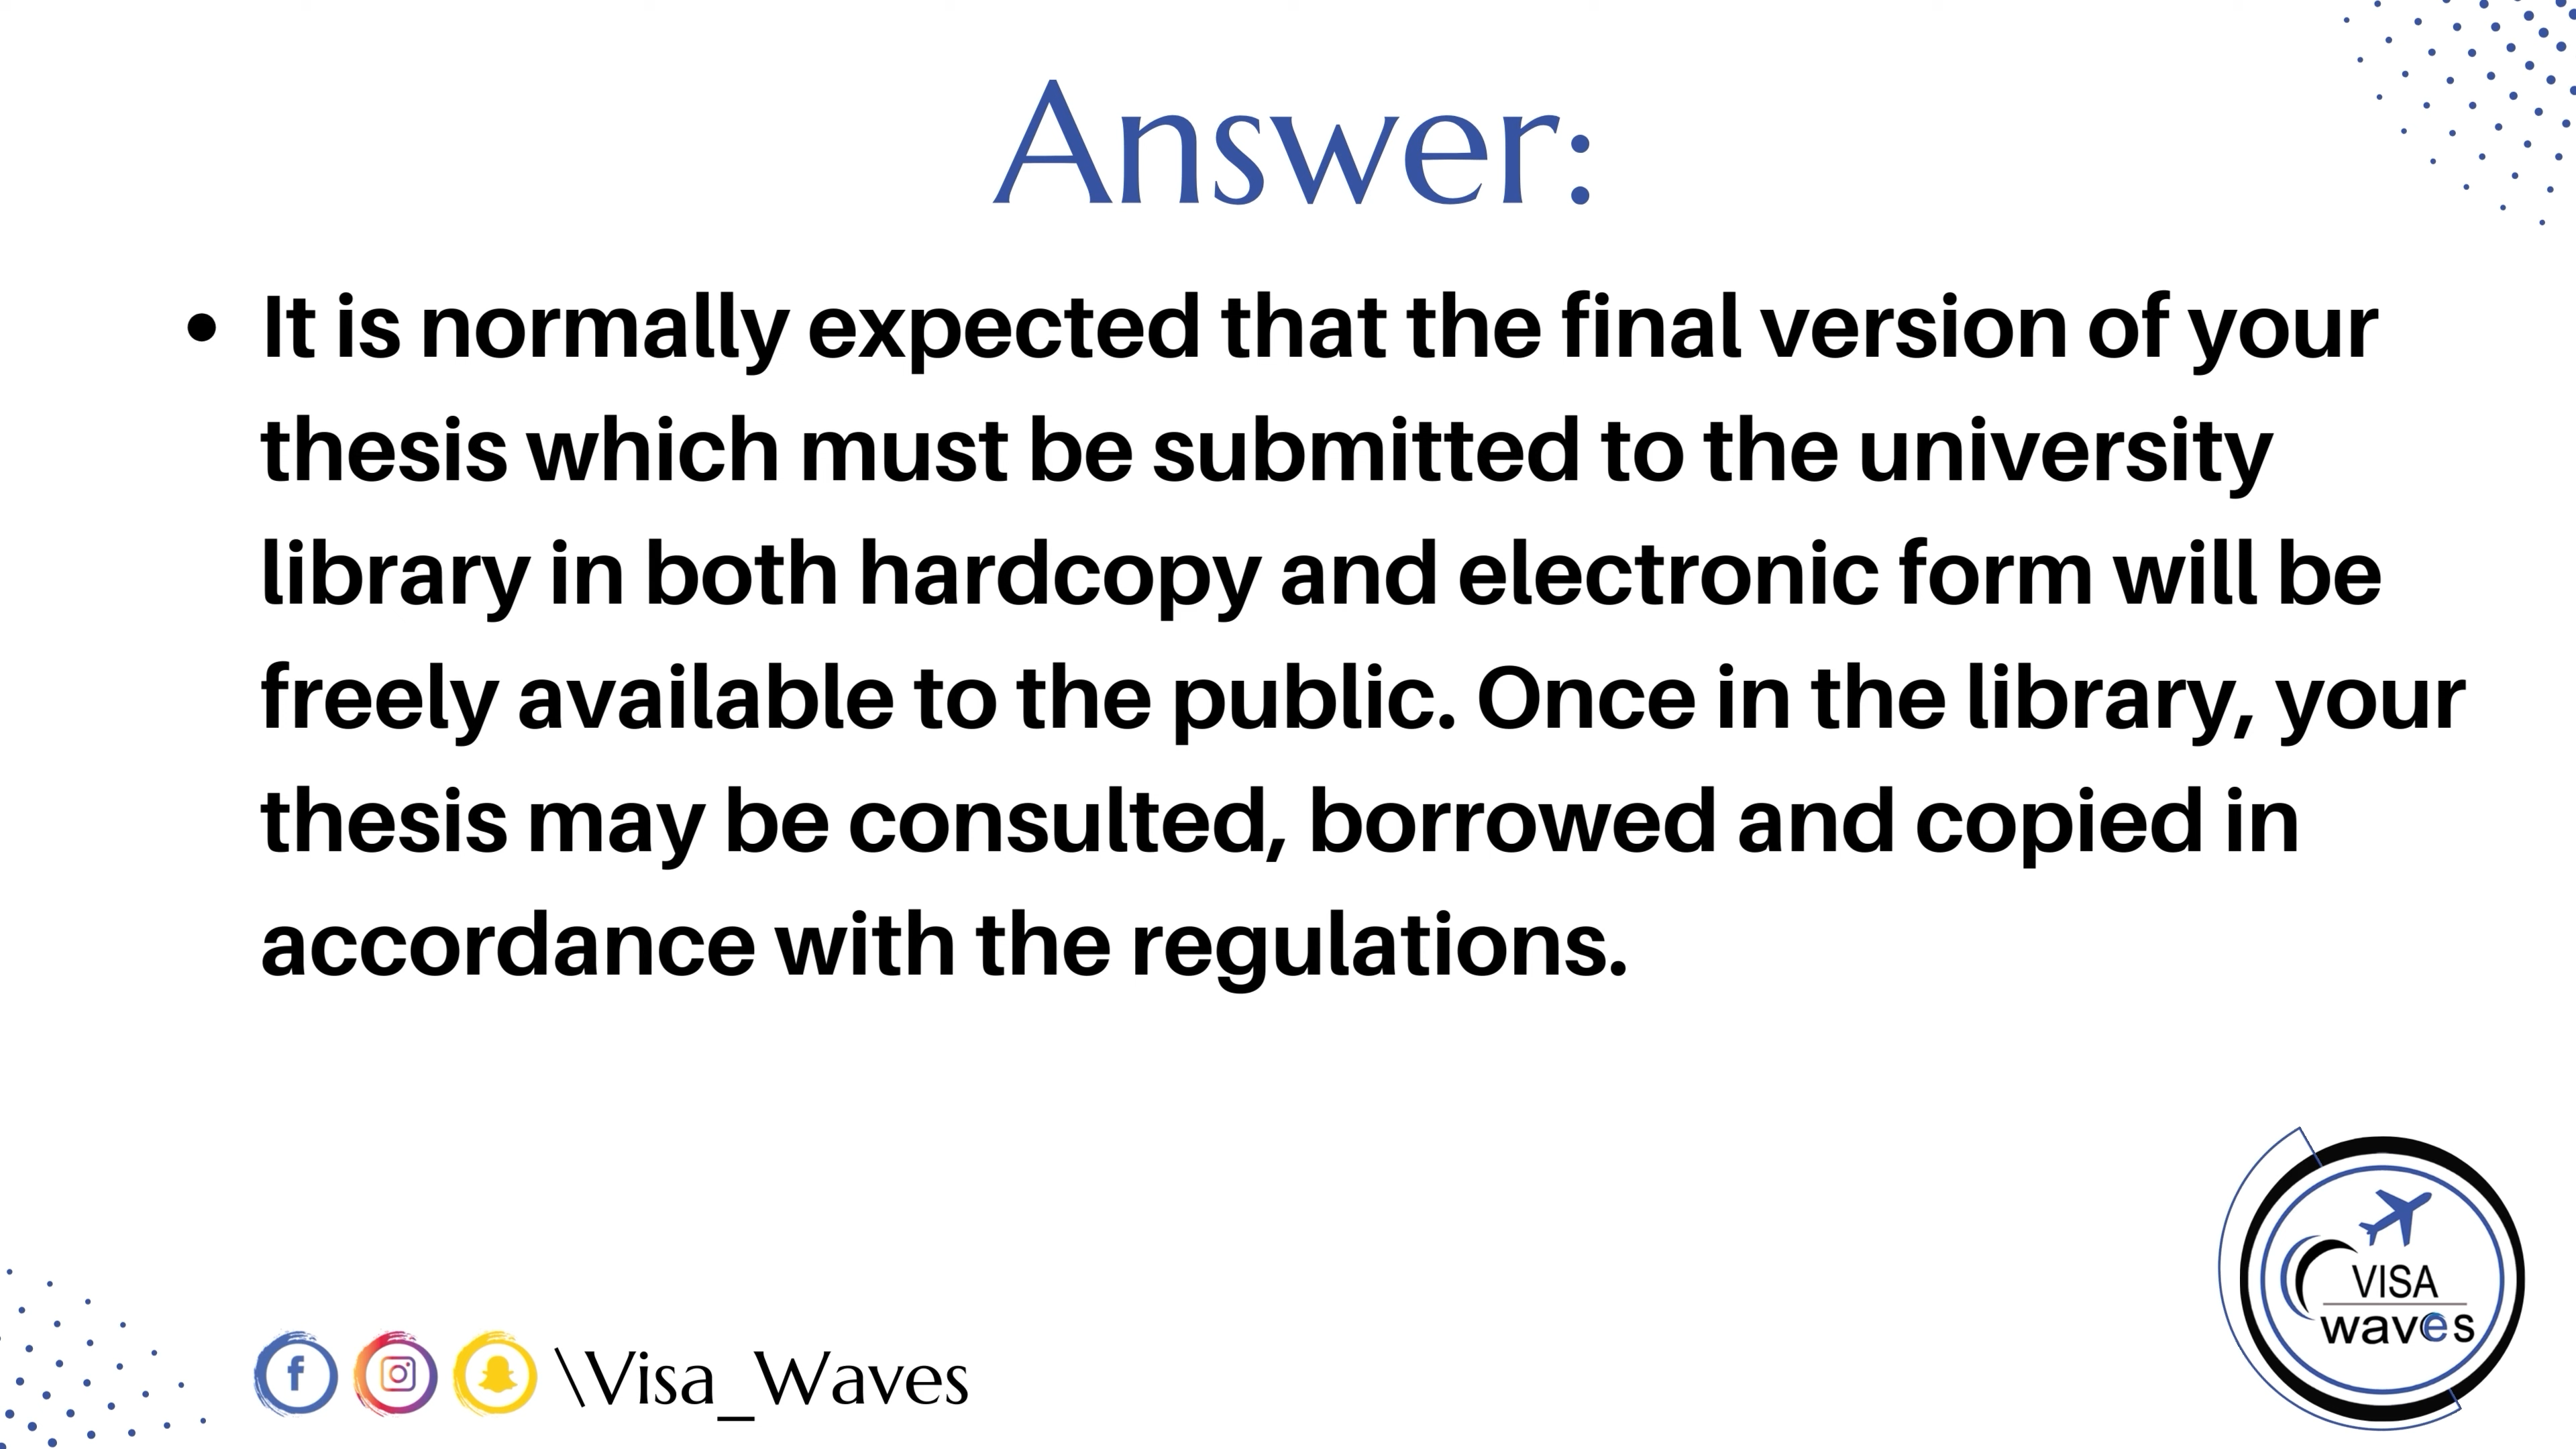 Answer:
• It is normally expected that the final version of your
thesis which must be submitted to the university
library in both hardcopy and electronic form will be
freely available to the public. Once in the library, your
thesis may be consulted, borrowed and copied in
accordance with the regulations.
VISA
waves
\Visa_Waves